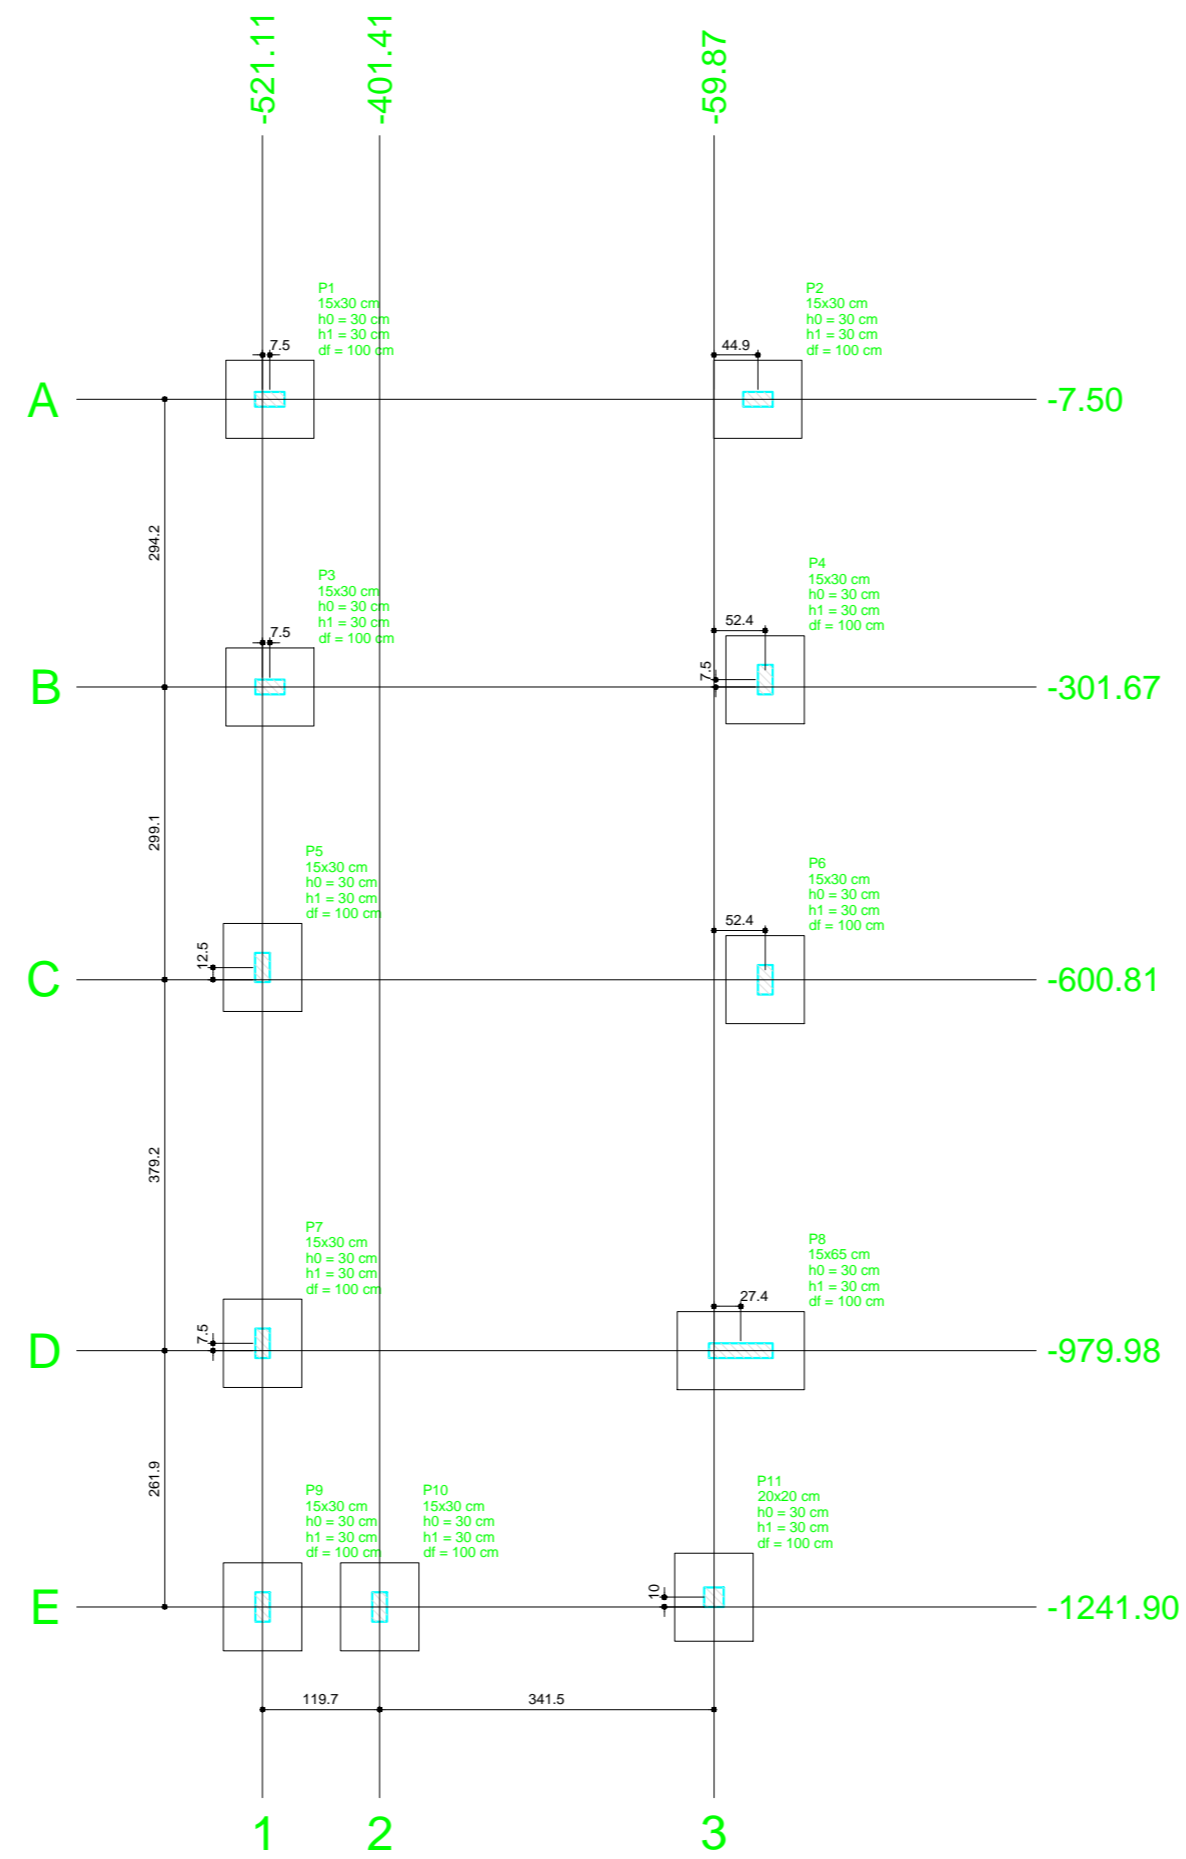 -521.11
-401.41
-59.87
P1
15x30 cm
h0 = 30 cm
h1 = 30 cm
df = 100 cm
7.5
P2
15x30 cm
h0 = 30 cm
h1 = 30 cm
df = 100 cm
44.9
A
-7.50
294.2
P3
15x30 cm
h0 = 30 cm
h1 = 30 cm
df = 100 cm
7.5
P4
15x30 cm
h0 = 30 cm
h1 = 30 cm
df = 100 cm
52.4
7.5
B
-301.67
299.1
P5
15x30 cm
h0 = 30 cm
h1 = 30 cm
df = 100 cm
12.5
P6
15x30 cm
h0 = 30 cm
h1 = 30 cm
df = 100 cm
52.4
C
-600.81
379.2
P7
15x30 cm
h0 = 30 cm
h1 = 30 cm
df = 100 cm
7.5
P8
15x65 cm
h0 = 30 cm
h1 = 30 cm
df = 100 cm
27.4
D
-979.98
261.9
P9
15x30 cm
h0 = 30 cm
h1 = 30 cm
df = 100 cm
P10
15x30 cm
h0 = 30 cm
h1 = 30 cm
df = 100 cm
P11
20x20 cm
h0 = 30 cm
h1 = 30 cm
df = 100 cm
10
E
-1241.90
119.7
341.5
1
2
3